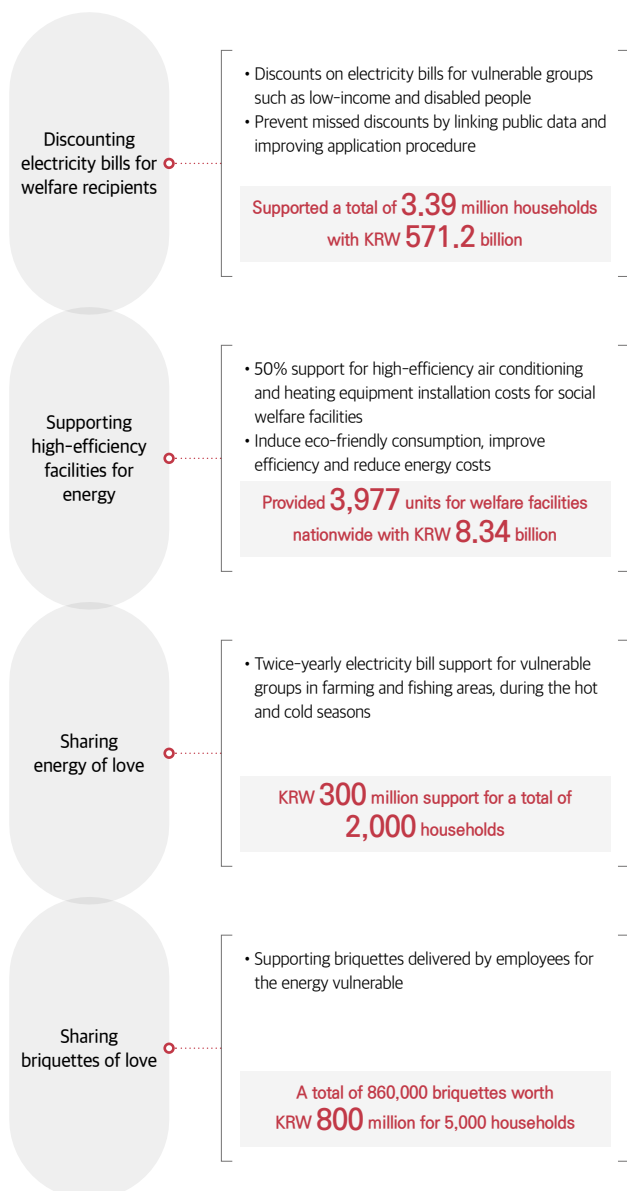 Discounting
electricity bills for
welfare recipients
• Discounts on electricity bills for vulnerable groups
such as low-income and disabled people
• Prevent missed discounts by linking public data and
improving application procedure
Supported a total of 3.39 million households
with KRW 571.2 billion
Supporting
high-efficiency
facilities for
energy
• 50% support for high-efficiency air conditioning
and heating equipment installation costs for social
welfare facilities
• Induce eco-friendly consumption, improve
efficiency and reduce energy costs
Provided 3,977 units for welfare facilities
nationwide with KRW 8.34 billion
Sharing
energy of love
• Twice-yearly electricity bill support for vulnerable
groups in farming and fishing areas, during the hot
and cold seasons
KRW 300 million support for a total of
2,000 households
Sharing
briquettes of love
• Supporting briquettes delivered by employees for
the energy vulnerable
A total of 860,000 briquettes worth
KRW 800 million for 5,000 households